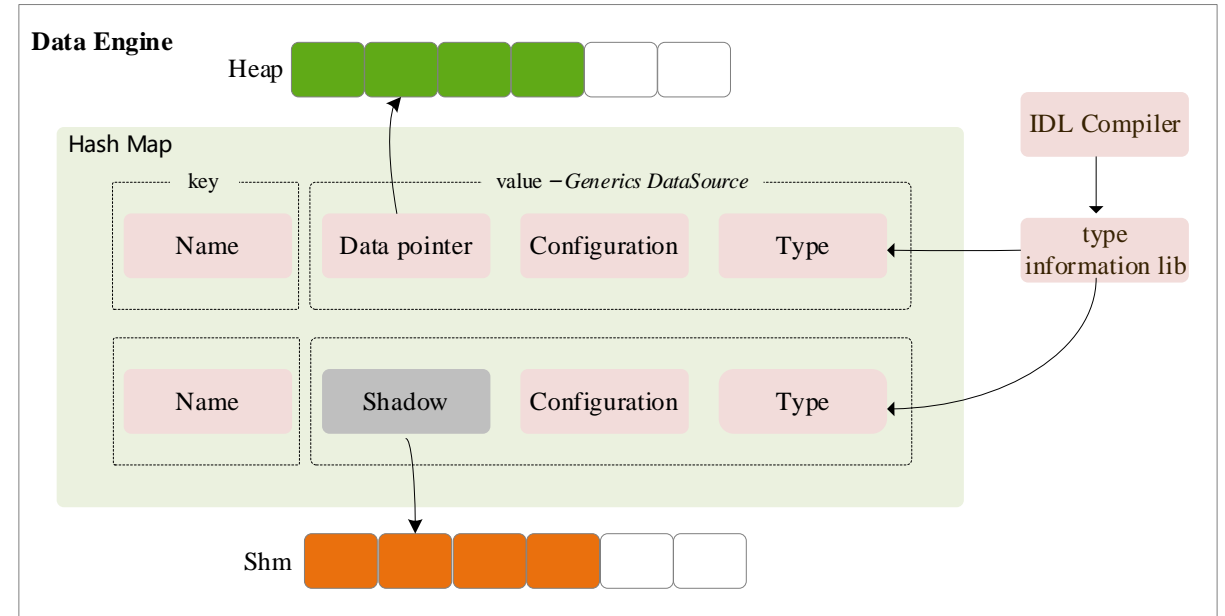 Data Engine
Heap
IDL Compiler
Hash Map
key
value –Generics DataSource
Name
Data pointer
Configuration
Type
type
information lib
Name
Shadow
Configuration
Type
Shm